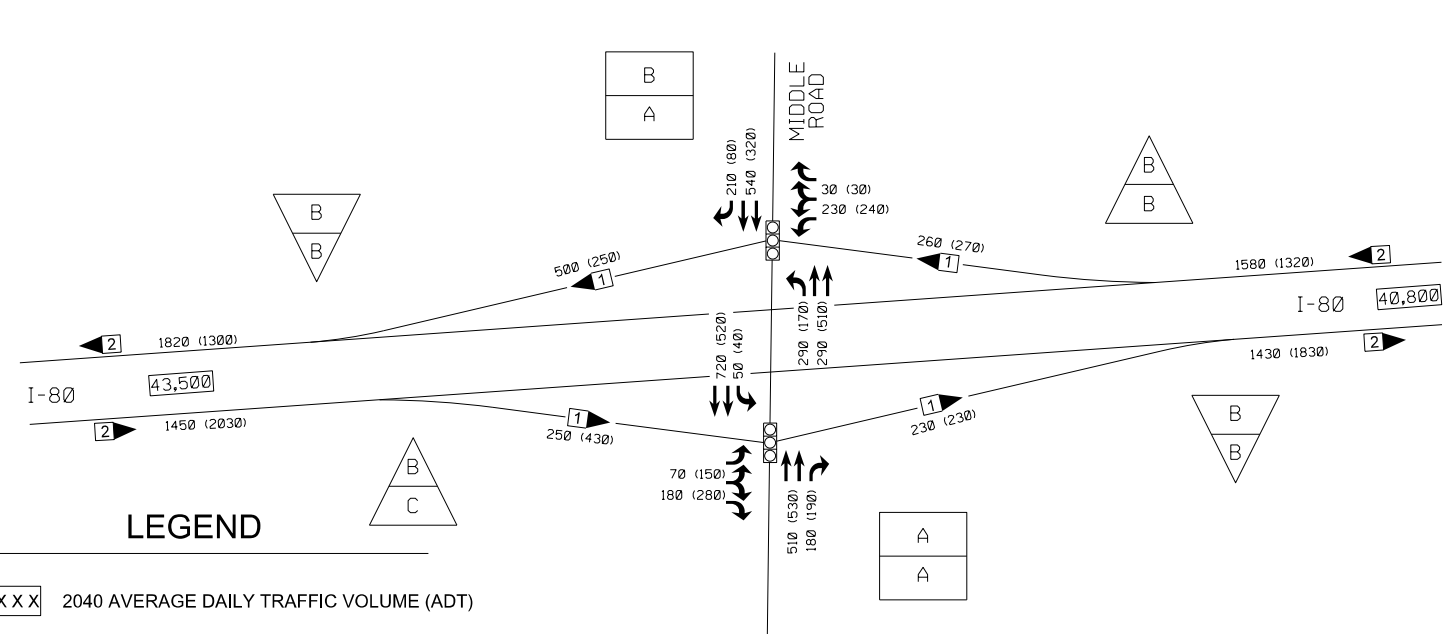 B
A
MIDDLE
ROAD
210 (80)
540 (320)
30 (30)
230 (240)
B
B
B
B
500 (250)
1
260 (270)
1
1580 (1320)
2
I-80
40,800
2
1820 (1300)
290 (170)
290 (510)
720 (520)
50 (40)
1430 (1830)
2
I-80
43,500
2
1450 (2030)
1
250 (430)
1
230 (230)
B
B
B
C
70 (150)
180 (280)
510 (530)
180 (190)
A
A
LEGEND
X X X
2040 AVERAGE DAILY TRAFFIC VOLUME (ADT)